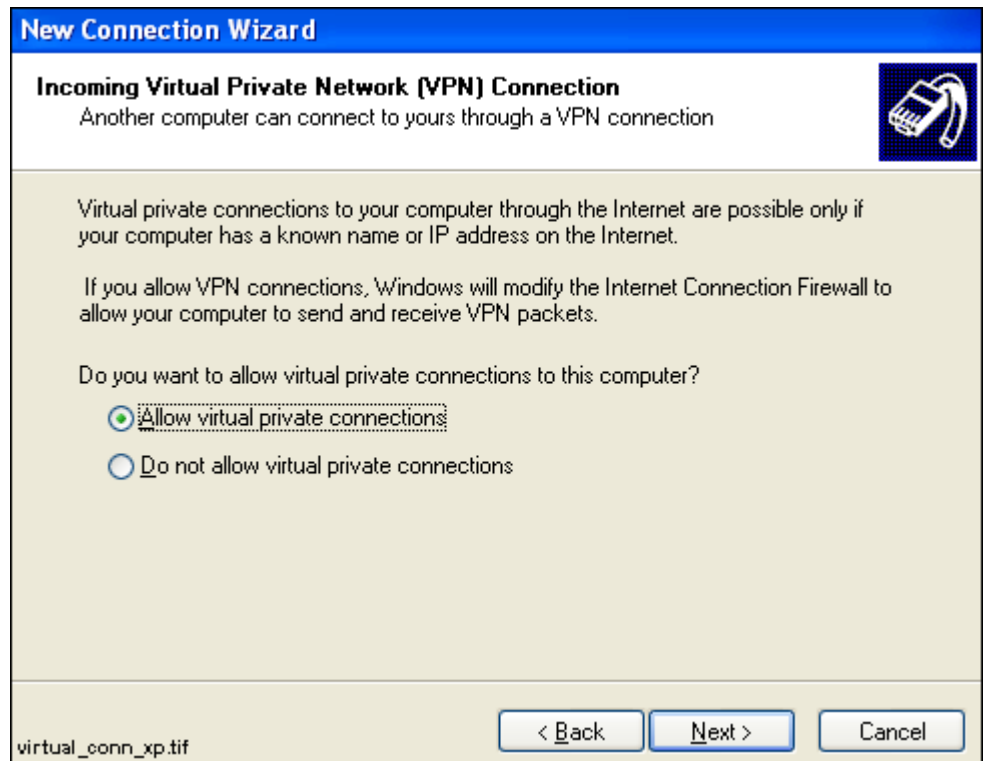 New Connection Wizard
Incoming Virtual Private Network (VPN) Connection
Another computer can connect to yours through a VPN connection
Virtual private connections to your computer through the Internet are possible only if
your computer has a known name or IP address on the Internet.
If you allow VPN connections, Windows will modify the Internet Connection Firewall to
allow your computer to send and receive VPN packets.
Do you want to allow virtual private connections to this computer?
Allow virtual private connections
Do not allow virtual private connections
< Back Next > Cancel
virtual_conn_xp.tif